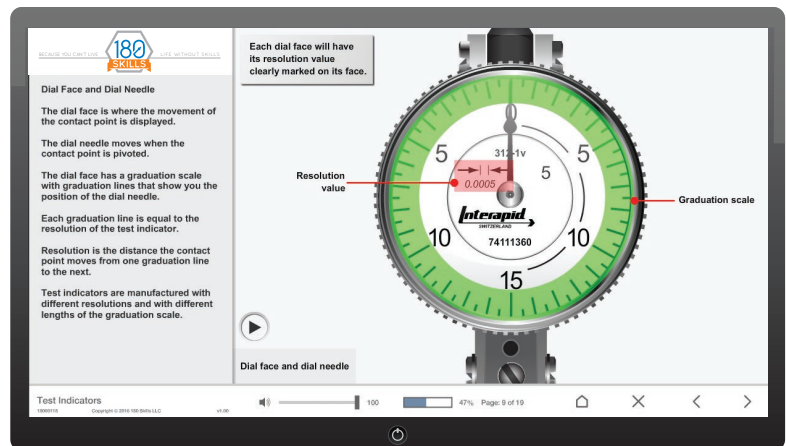 BECAUSE YOU CAN'T LIVE
180
SKILLS
LIFE WITHOUT SKILLS
Dial Face and Dial Needle
The dial face is where the movement of
the contact point is displayed.
The dial needle moves when the
contact point is pivoted.
The dial face has a graduation scale
with graduation lines that show you the
position of the dial needle.
Each graduation line is equal to the
resolution of the test indicator.
Resolution is the distance the contact
point moves from one graduation line
to the next.
Test indicators are manufactured with
different resolutions and with different
lengths of the graduation scale.
Each dial face will have
its resolution value
clearly marked on its face.
Resolution
value
0
5
312-1v
5
5
0.0005
Interapid
SWITZERLAND
10
74111360
10
15
Graduation scale
Dial face and dial needle
Test Indicators
Copyright © 2010 180 Skills LLC
v1.00
100
47% Page: 9 of 19